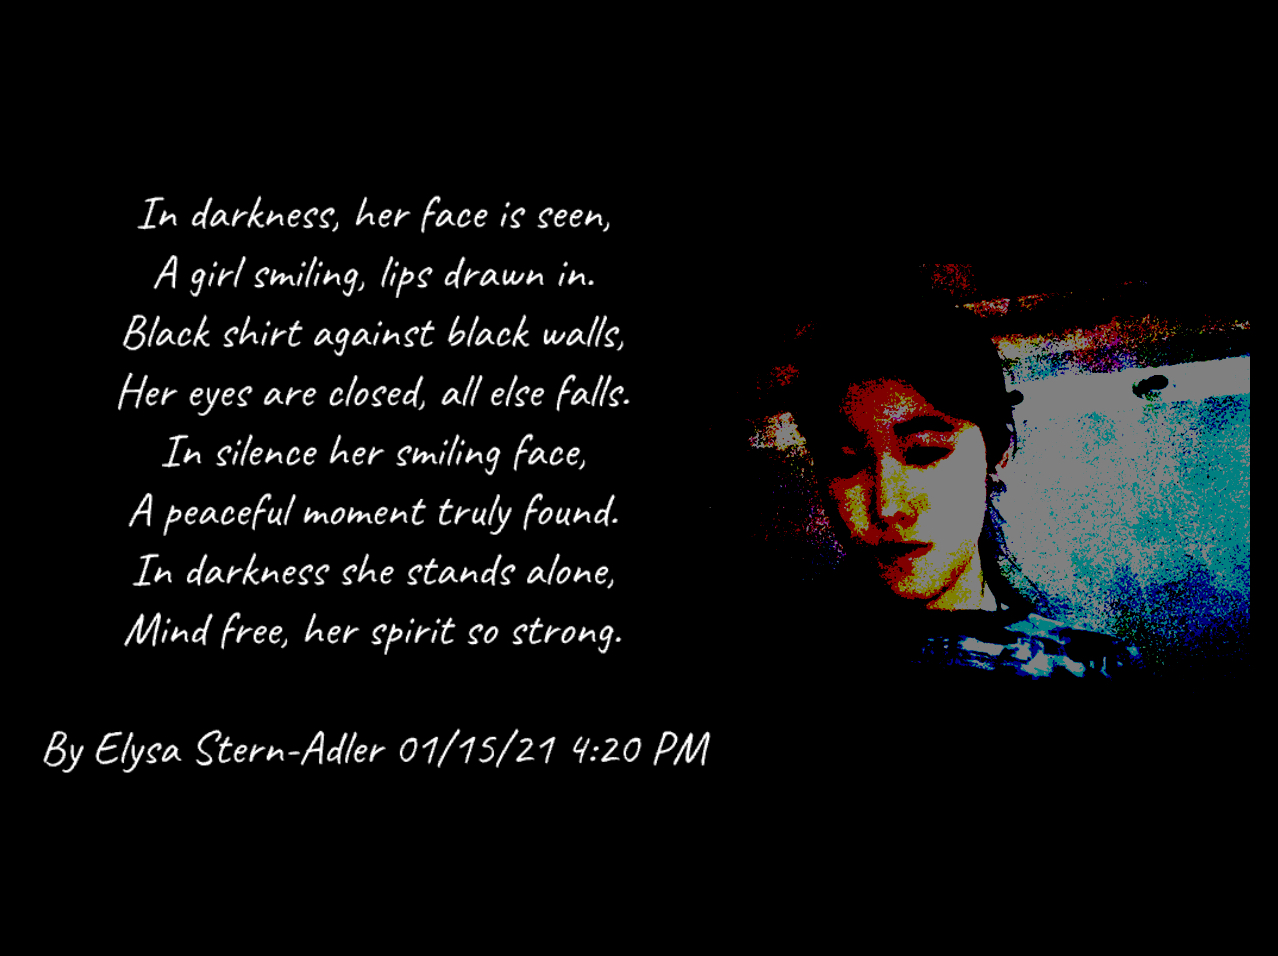 In darkness, her face is seen,
A girl smiling, lips drawn in.
Black shirt against black walls,
Her eyes are closed, all else falls.
In silence her smiling face,
A peaceful moment truly found.
In darkness she stands alone,
Mind free, her spirit so strong.
By Elysa Stern-Adler 01/15/21 4:20 PM